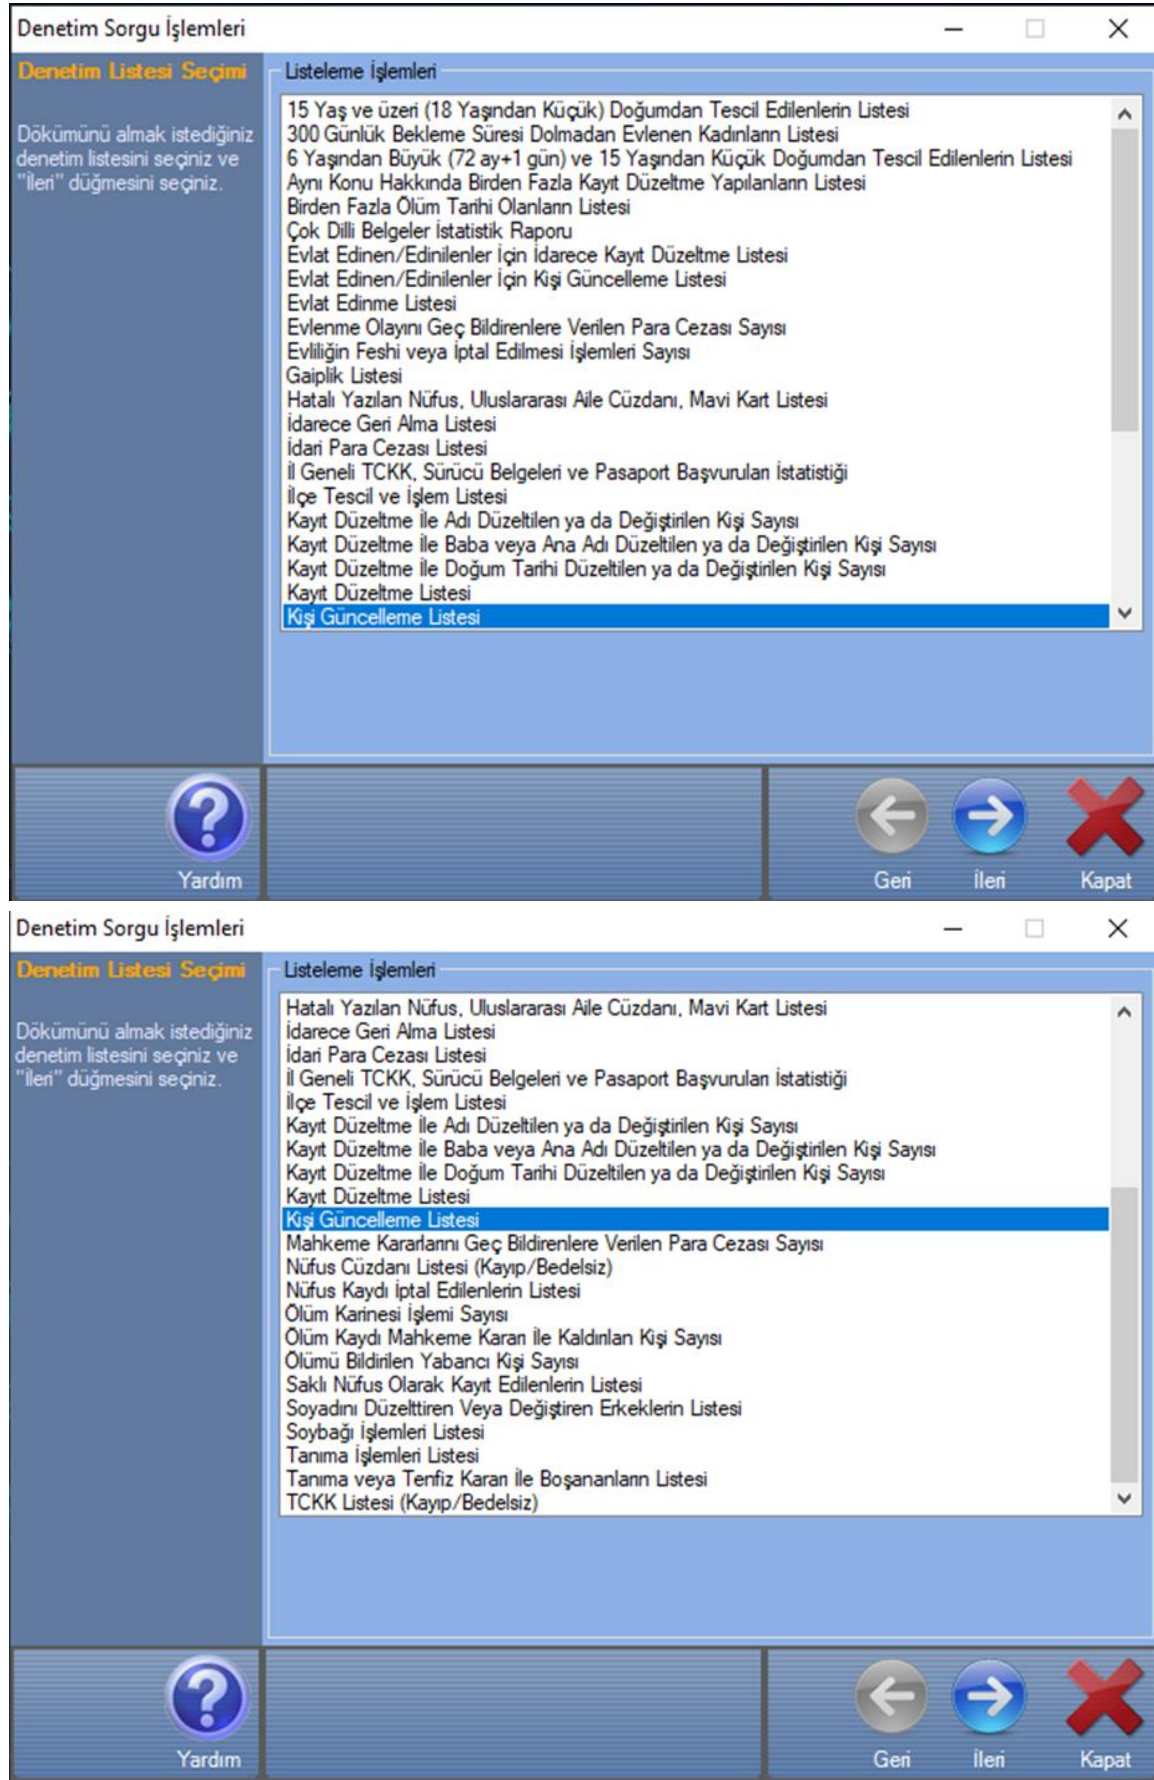 Denetim Sorgu İşlemleri
Denetim Listesi Seçimi
Dökümünü almak istediğiniz
denetim listesini seçiniz ve
"İleri" düğmesini seçiniz.
Listeleme İşlemleri
15 Yaş ve üzeri (18 Yaşından Küçük) Doğumdan Tescil Edilenlerin Listesi
300 Günlük Bekleme Süresi Dolmadan Evlenen Kadınların Listesi
6 Yaşından Büyük (72 ay+1 gün) ve 15 Yaşından Küçük Doğumdan Tescil Edilenlerin Listesi
Aynı Konu Hakkında Birden Fazla Kayıt Düzeltme Yapılanların Listesi
Birden Fazla Ölüm Tarihi Olanların Listesi
Çok Dilli Belgeler İstatistik Raporu
Evlat Edinen/Edinilenler İçin İdarece Kayıt Düzeltme Listesi
Evlat Edinen/Edinilenler İçin Kişi Güncelleme Listesi
Evlat Edinme Listesi
Evlenme Olayını Geç Bildirenlere Verilen Para Cezası Sayısı
Evliliğin Feshi veya İptal Edilmesi İşlemleri Sayısı
Gaiplik Listesi
Hatalı Yazılan Nüfus, Uluslararası Aile Cüzdanı, Mavi Kart Listesi
İdarece Geri Alma Listesi
İdari Para Cezası Listesi
İl Geneli TCKK, Sürücü Belgeleri ve Pasaport Başvuruları İstatistiği
İlçe Tescil ve İşlem Listesi
Kayıt Düzeltme İle Adı Düzeltilen ya da Değiştirilen Kişi Sayısı
Kayıt Düzeltme İle Baba veya Ana Adı Düzeltilen ya da Değiştirilen Kişi Sayısı
Kayıt Düzeltme İle Doğum Tarihi Düzeltilen ya da Değiştirilen Kişi Sayısı
Kayıt Düzeltme Listesi
Kişi Güncelleme Listesi
Yardım
Geri
İleri
Kapat
Denetim Sorgu İşlemleri
Denetim Listesi Seçimi
Dökümünü almak istediğiniz
denetim listesini seçiniz ve
"İleri" düğmesini seçiniz.
Listeleme İşlemleri
Hatalı Yazılan Nüfus, Uluslararası Aile Cüzdanı, Mavi Kart Listesi
İdarece Geri Alma Listesi
İdari Para Cezası Listesi
İl Geneli TCKK, Sürücü Belgeleri ve Pasaport Başvuruları İstatistiği
İlçe Tescil ve İşlem Listesi
Kayıt Düzeltme İle Adı Düzeltilen ya da Değiştirilen Kişi Sayısı
Kayıt Düzeltme İle Baba veya Ana Adı Düzeltilen ya da Değiştirilen Kişi Sayısı
Kayıt Düzeltme İle Doğum Tarihi Düzeltilen ya da Değiştirilen Kişi Sayısı
Kayıt Düzeltme Listesi
Kişi Güncelleme Listesi
Mahkeme Kararlarını Geç Bildirenlere Verilen Para Cezası Sayısı
Nüfus Cüzdanı Listesi (Kayıp/Bedelsiz)
Nüfus Kaydı İptal Edilenlerin Listesi
Ölüm Karinesi İşlemi Sayısı
Ölüm Kaydı Mahkeme Kararı İle Kaldırılan Kişi Sayısı
Ölümü Bildirilen Yabancı Kişi Sayısı
Saklı Nüfus Olarak Kayıt Edilenlerin Listesi
Soyadını Düzelttiren Veya Değiştiren Erkeklerin Listesi
Soybağı İşlemleri Listesi
Tanıma İşlemleri Listesi
Tanıma veya Tenfiz Kararı İle Boşananların Listesi
TCKK Listesi (Kayıp/Bedelsiz)
Yardım
Geri
İleri
Kapat